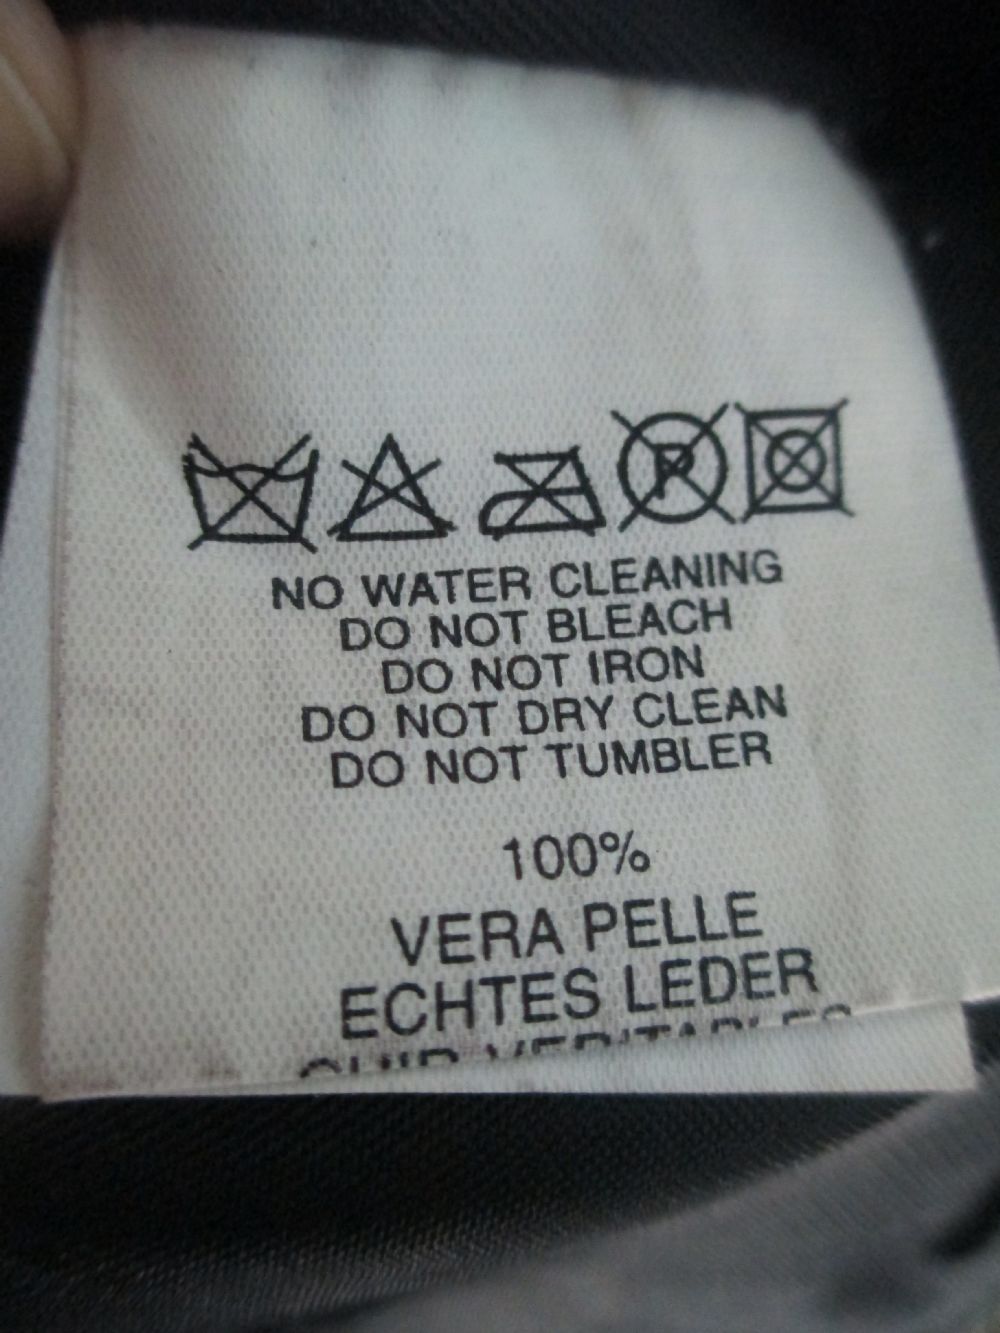 NO WATER CLEANING
DO NOT BLEACH
DO NOT IRON
DO NOT DRY CLEAN
DO NOT TUMBLER
100%
VERA PELLE
ECHTES LEDER